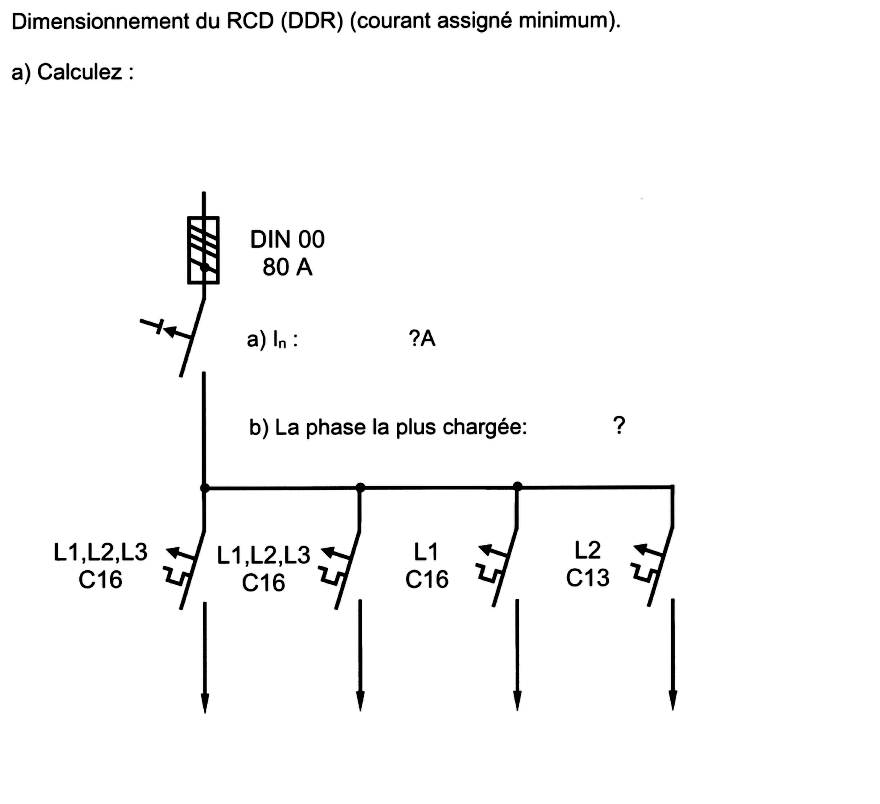 Dimensionnement du RCD (DDR) (courant assigné minimum).
a) Calculez :
DIN 00
80 A
a) In : ?A
b) La phase la plus chargée: ?
L1,L2,L3
C16
L1,L2,L3
C16
L1
C16
L2
C13